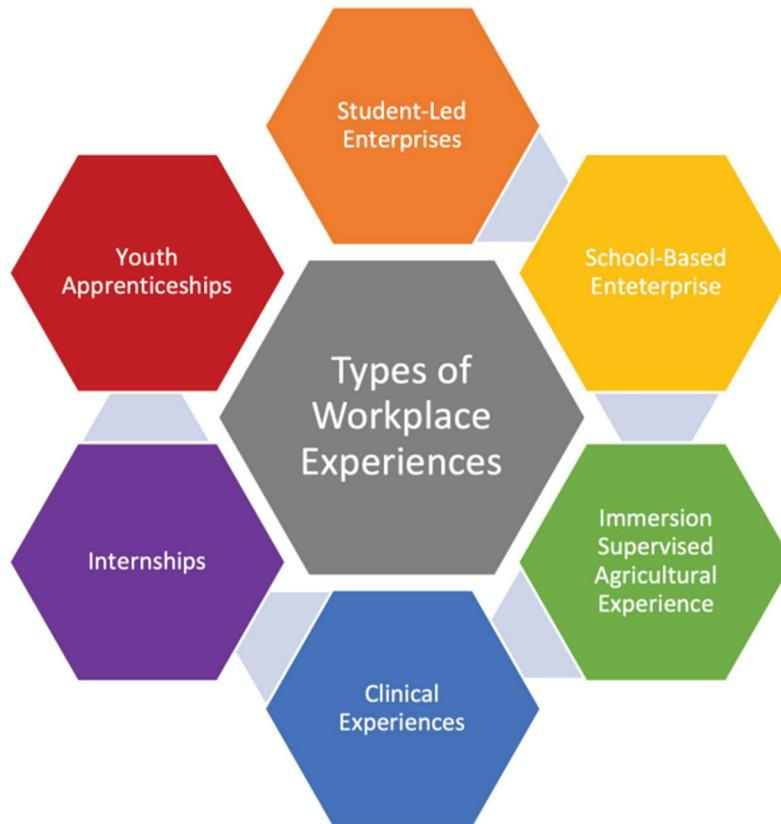 Student-Led
Enterprises
School-Based
Enteterprise
Immersion
Supervised
Agricultural
Experience
Clinical
Experiences
Internships
Youth
Apprenticeships
Types of
Workplace
Experiences